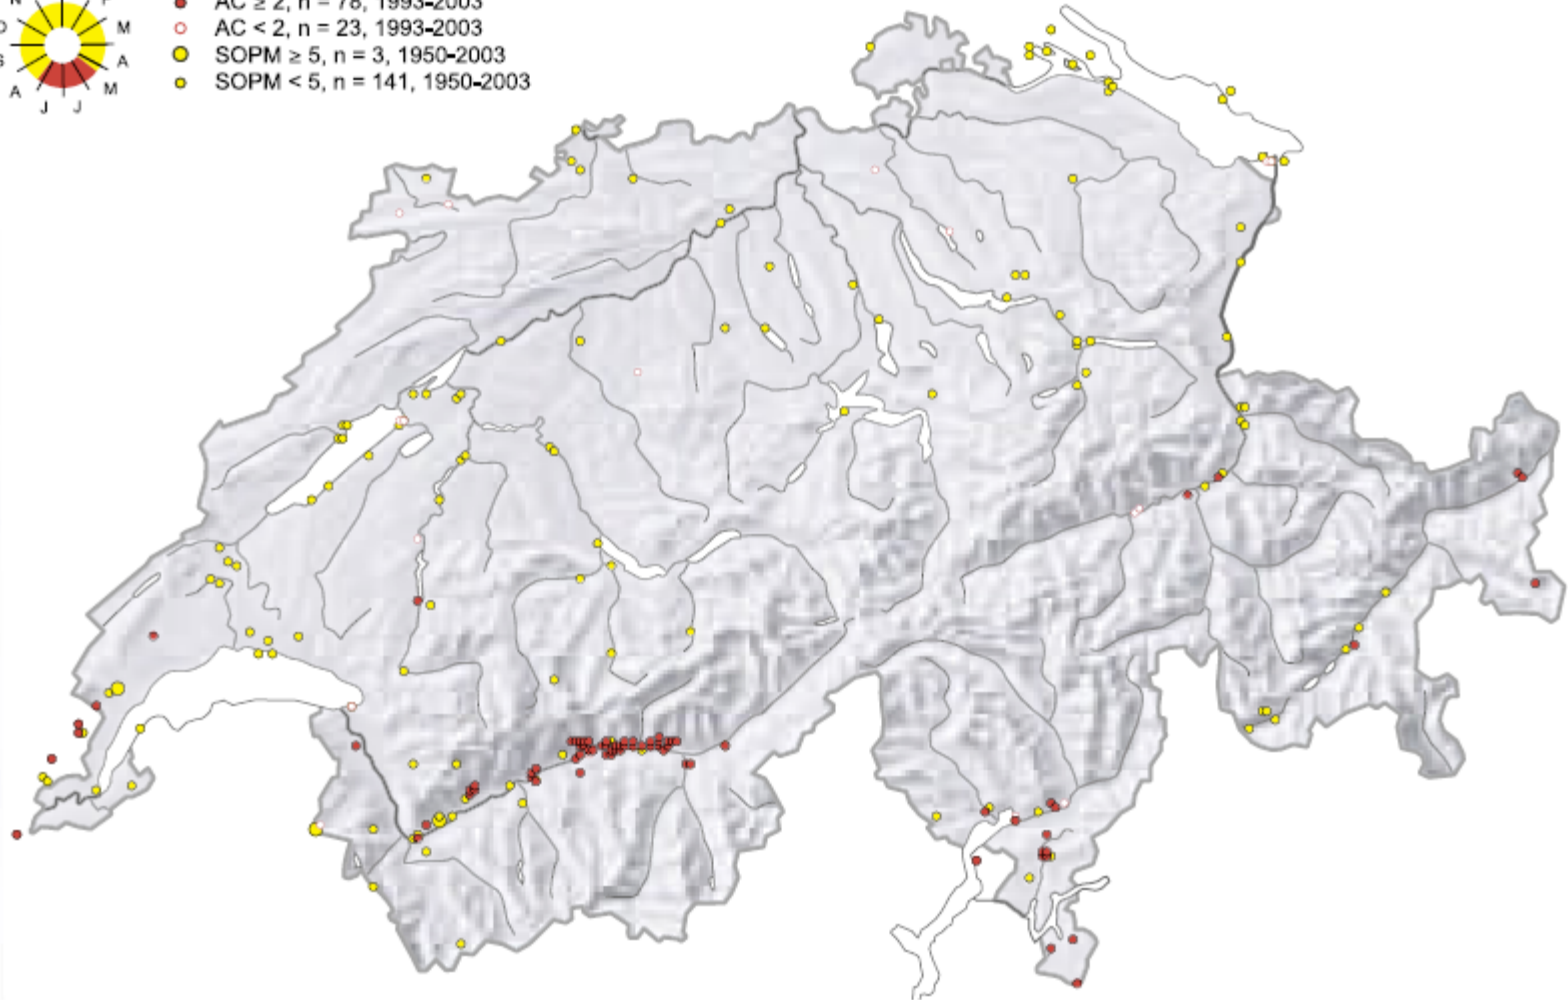 AC ≥ 2, n = 78, 1993-2003
M
AC < 2, n = 23, 1993-2003
SOPM ≥ 5, n = 3, 1950-2003
A
SOPM < 5, n = 141, 1950-2003
A
M
J
J